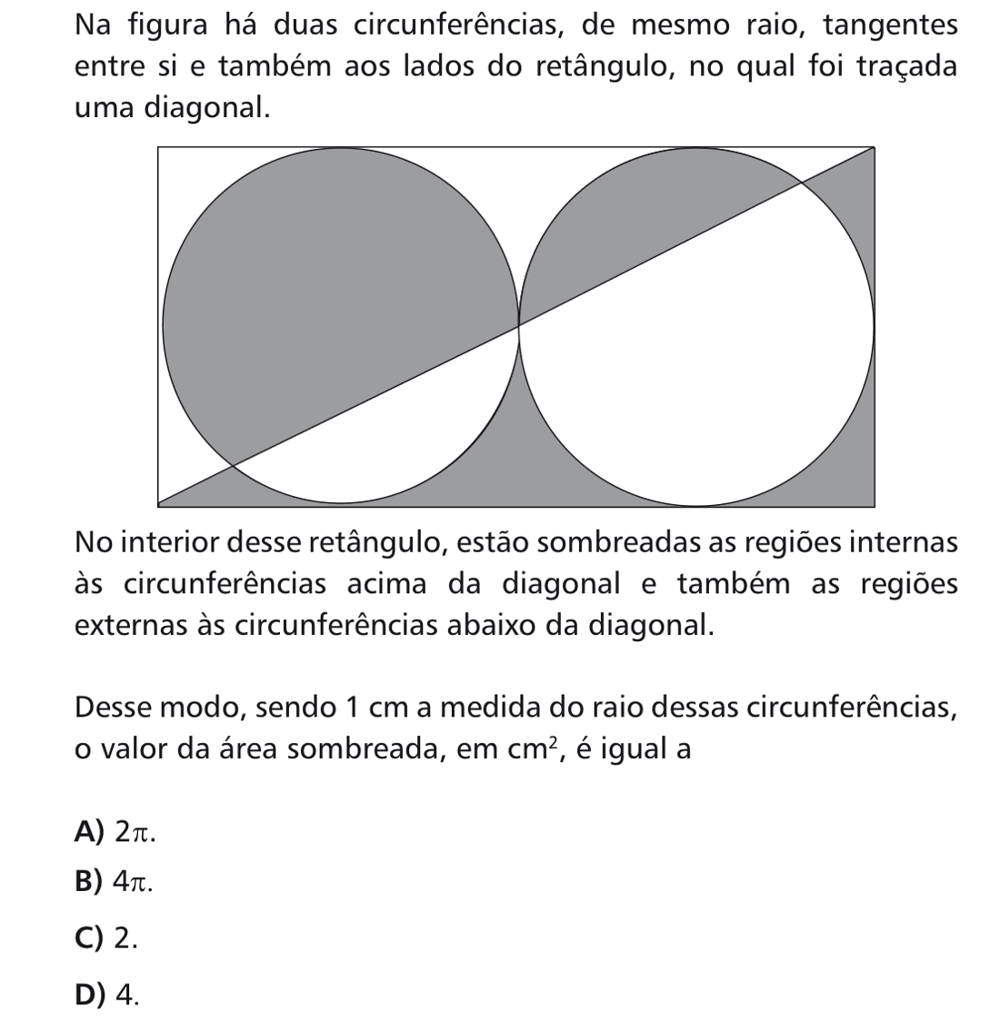 Na figura há duas circunferências, de mesmo raio, tangentes
entre si e também aos lados do retângulo, no qual foi traçada
uma diagonal.
No interior desse retângulo, estão sombreadas as regiões internas
às circunferências acima da diagonal e também as regiões
externas às circunferências abaixo da diagonal.
Desse modo, sendo 1 cm a medida do raio dessas circunferências,
o valor da área sombreada, em cm², é igual a
A) 2π.
B) 4π.
C) 2.
D) 4.